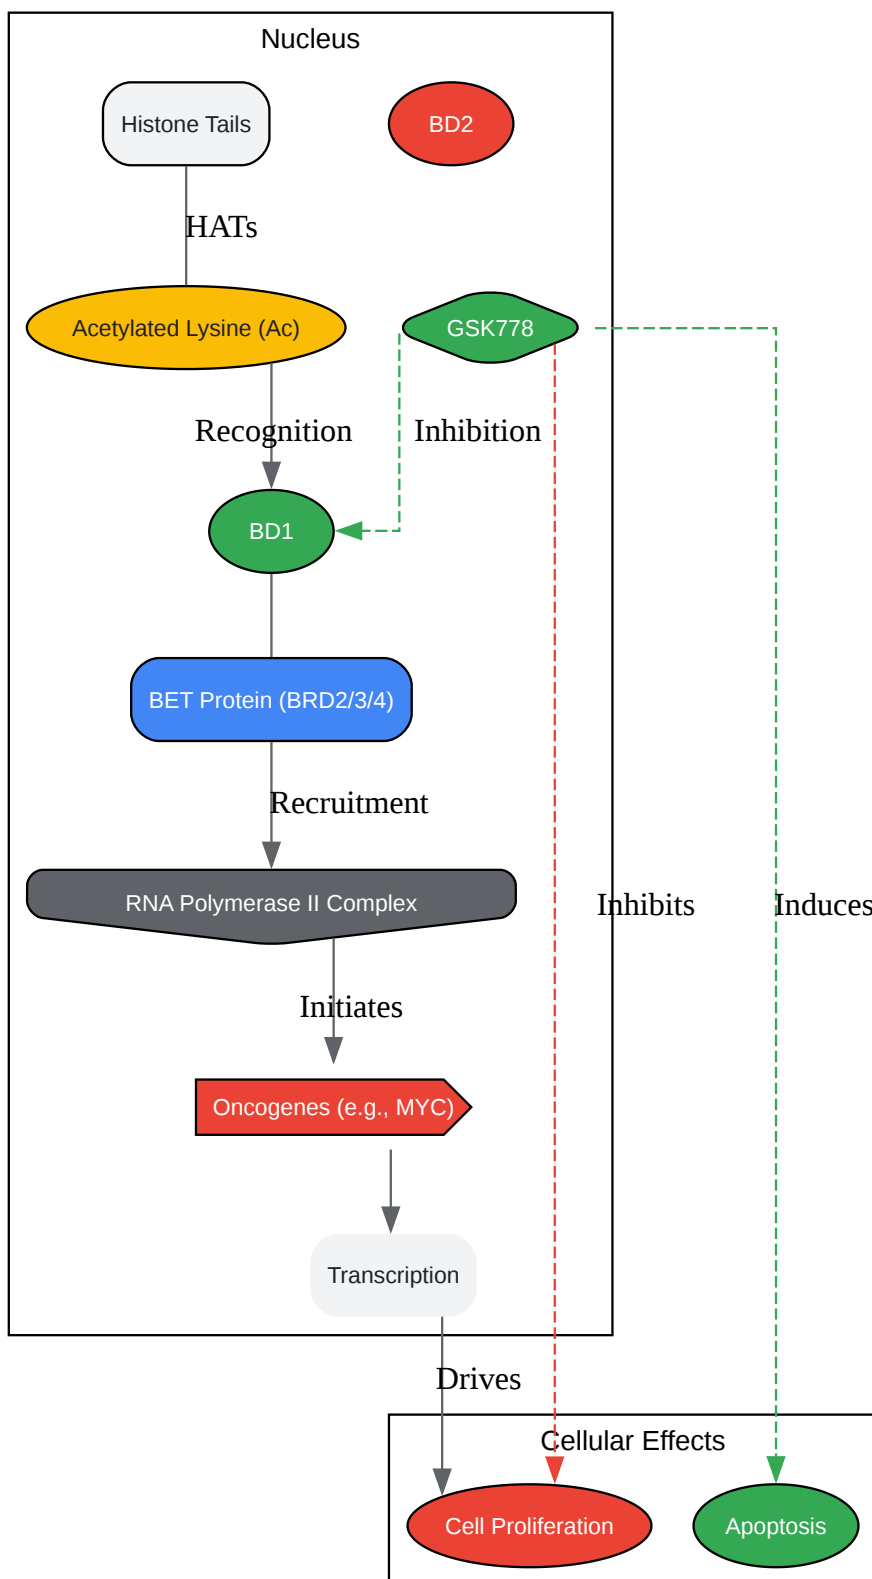 Nucleus
Histone Tails
BD2
HATs
Acetylated Lysine (Ac)
GSK778
Recognition
Inhibition
BD1
BET Protein (BRD2/3/4)
Recruitment
RNA Polymerase II Complex
Inhibits
Induces
Initiates
Oncogenes (e.g., MYC)
Transcription
Drives
Cellular Effects
Cell Proliferation
Apoptosis